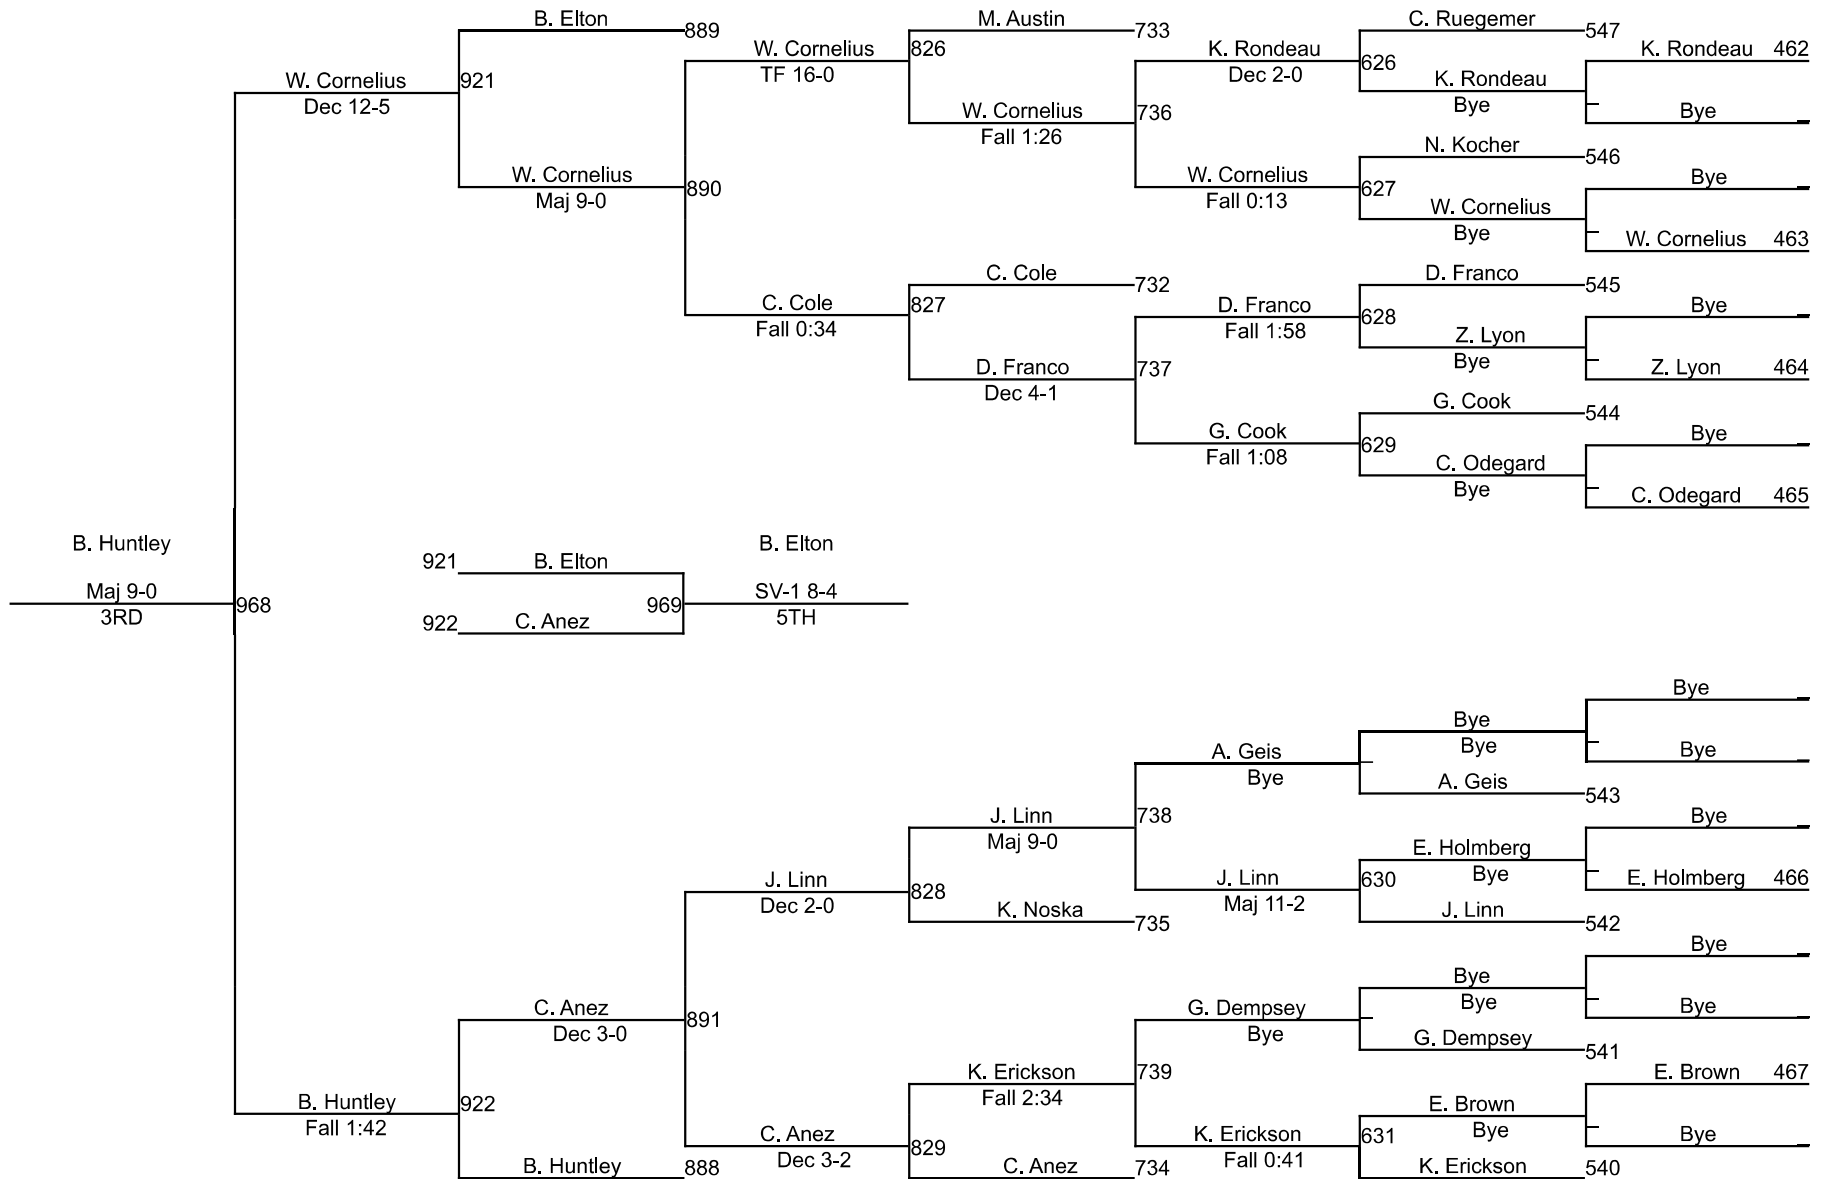 B. Elton
889
M. Austin
733
C. Ruegemer
547
W. Cornelius
826
K. Rondeau
K. Rondeau 462
TF 16-0
Dec 2-0
626
W. Cornelius
921
K. Rondeau
Dec 12-5
Bye
W. Cornelius
736
Bye
Fall 1:26
N. Kocher
546
W. Cornelius
890
W. Cornelius
627
Bye
Maj 9-0
Fall 0:13
W. Cornelius
Bye
W. Cornelius 463
C. Cole
732
D. Franco
545
C. Cole
827
D. Franco
628
Bye
Fall 0:34
Fall 1:58
Z. Lyon
Bye
D. Franco
737
Z. Lyon 464
Dec 4-1
G. Cook
544
G. Cook
629
Bye
Fall 1:08
C. Odegard
Bye
C. Odegard 465
B. Huntley
B. Elton
921
B. Elton
Maj 9-0
968
969
SV-1 8-4
3RD
5TH
922
C. Anez
Bye
Bye
Bye
A. Geis
Bye
Bye
A. Geis
543
J. Linn
738
Bye
Maj 9-0
E. Holmberg
Bye
J. Linn
828
J. Linn
630
E. Holmberg 466
Dec 2-0
Maj 11-2
K. Noska
735
J. Linn
542
Bye
Bye
Bye
C. Anez
891
G. Dempsey
Bye
Dec 3-0
Bye
G. Dempsey
541
K. Erickson
739
E. Brown 467
Fall 2:34
B. Huntley
922
E. Brown
Fall 1:42
Bye
C. Anez
829
K. Erickson
631
Bye
Dec 3-2
Fall 0:41
B. Huntley
888
C. Anez
734
K. Erickson
540